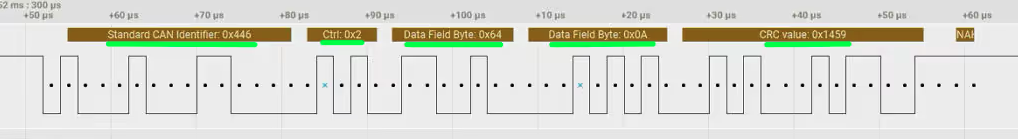 52 ms : 300 µs
+50 µs +60 µs +70 µs +80 µs +90 µs +100 µs +10 µs +20 µs +30 µs +40 µs +50 µs +60 µs
Standard CAN Identifier: 0x446 Ctrl: 0x2 Data Field Byte: 0x64 Data Field Byte: 0x0A CRC value: 0x1459 NAK